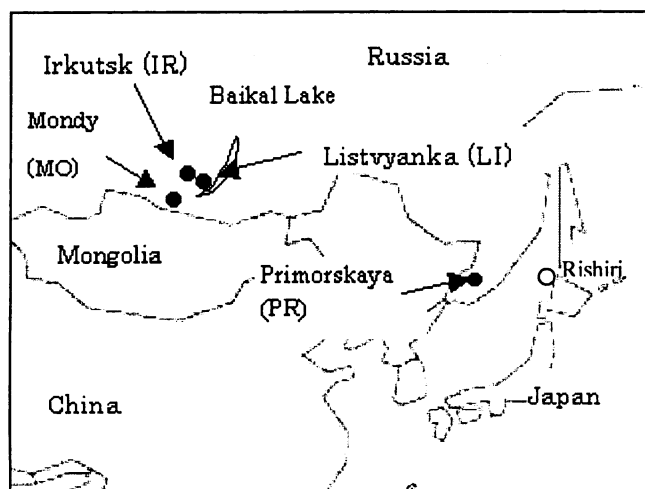 Russia
Irkutsk (IR)
Baikal Lake
Mondy
(MO)
Listvyanka (LI)
Mongolia
Primorskaya
(PR)
Rishiri
China
Japan